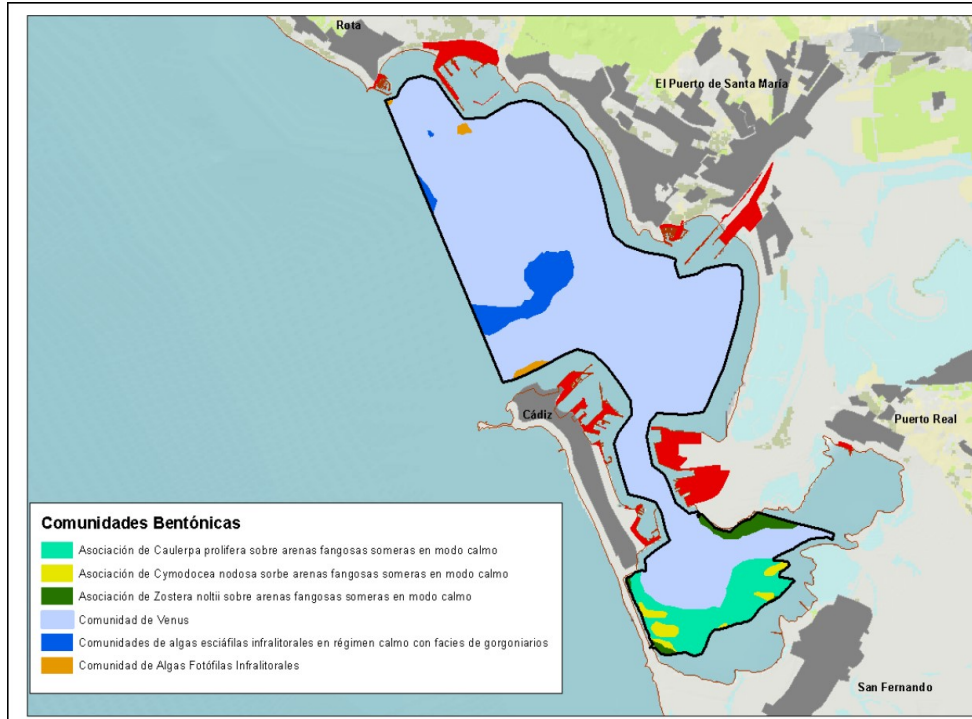 Rota
El Puerto de Santa María
Puerto Real
Cádiz
San Fernando
Comunidades Bentónicas
Asociación de Caulerpa prolifera sobre arenas fangosas someras en modo calmo
Asociación de Cymodocea nodosa sorbe arenas fangosas someras en modo calmo
Asociación de Zostera noltii sobre arenas fangosas someras en modo calmo
Comunidad de Venus
Comunidades de algas esciáfilas infralitorales en régimen calmo con facies de gorgoniarios
Comunidad de Algas Fotófilas Infralitorales